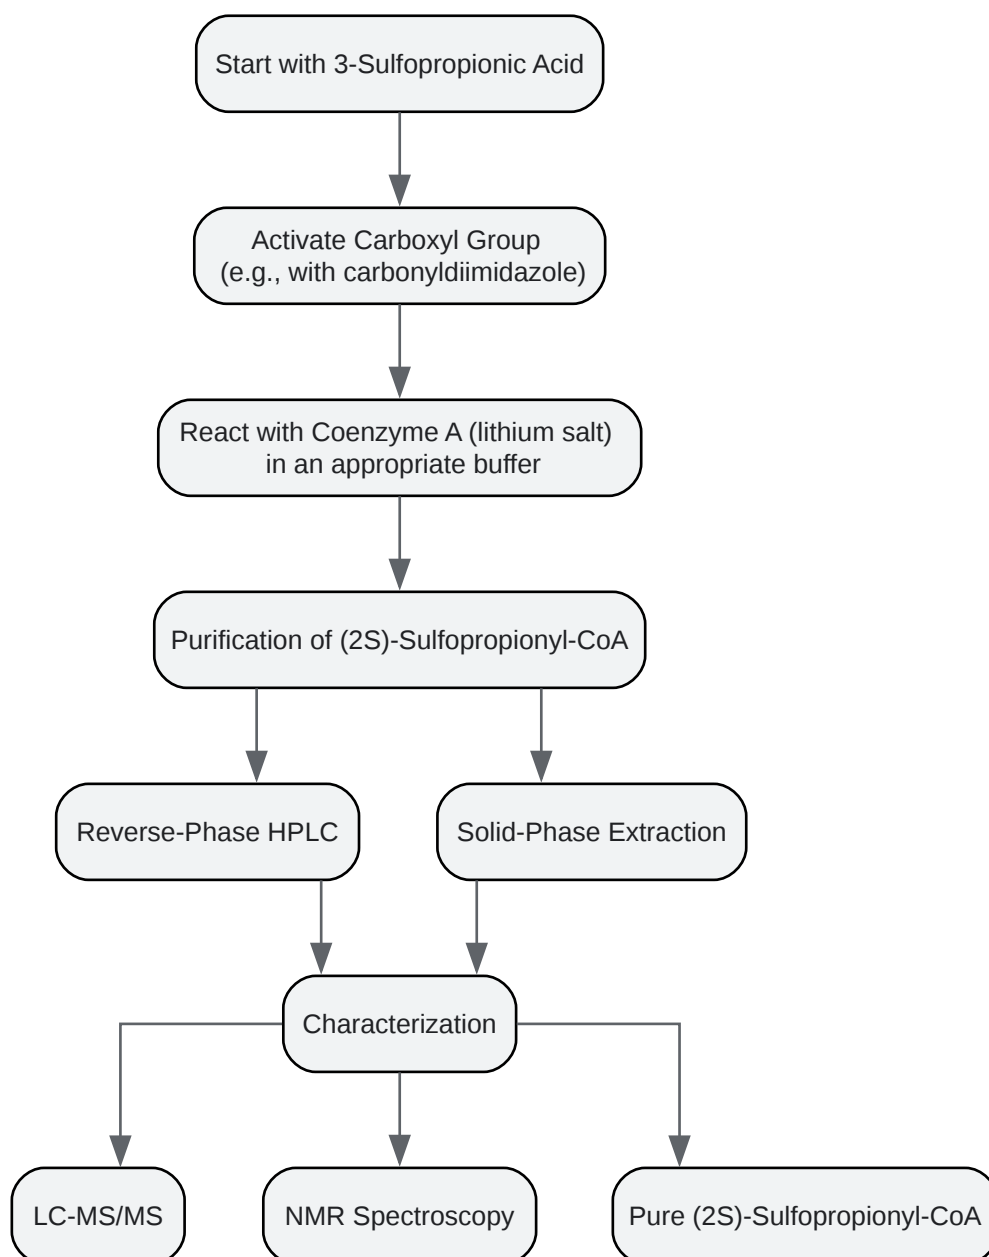 Start with 3-Sulfopropionic Acid
Activate Carboxyl Group
(e.g., with carbonyldiimidazole)
React with Coenzyme A (lithium salt)
in an appropriate buffer
Purification of (2S)-Sulfopropionyl-CoA
Reverse-Phase HPLC
Solid-Phase Extraction
Characterization
LC-MS/MS
NMR Spectroscopy
Pure (2S)-Sulfopropionyl-CoA